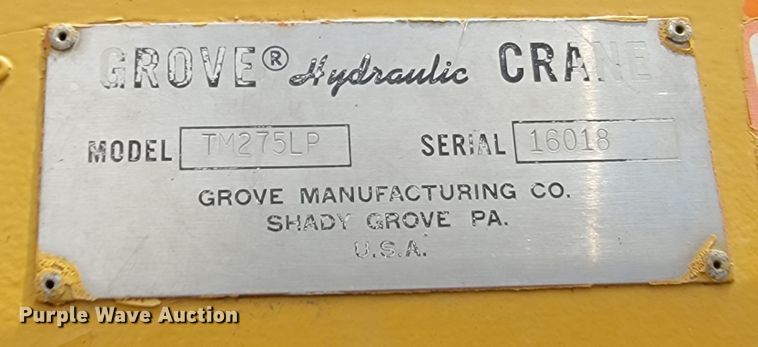 GROVE® Hydraulic CRANE
MODEL TM275LP SERIAL 16018
GROVE MANUFACTURING CO.
SHADY GROVE PA.
U.S.A.
Purple Wave Auction